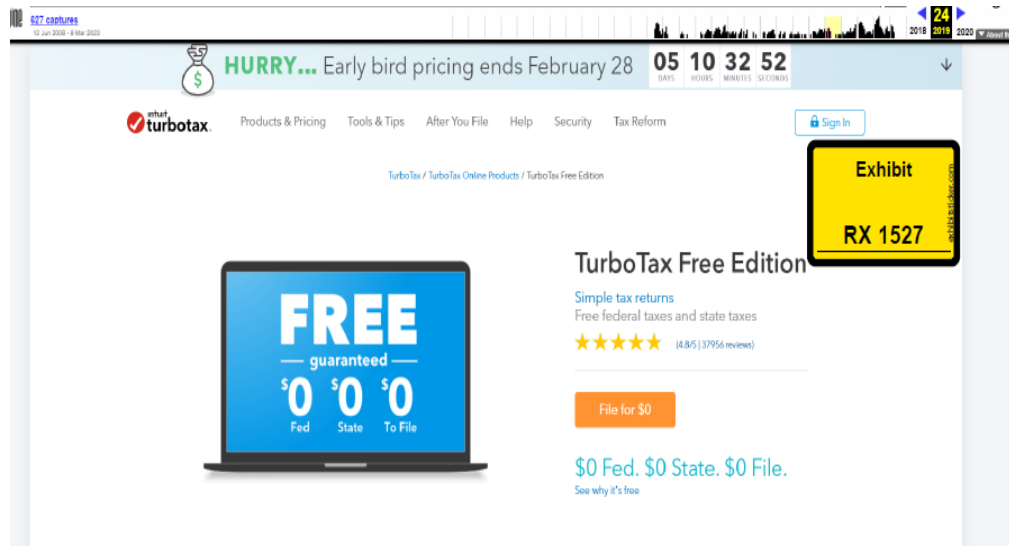 627 captures
12 Jun 2008 - 9 Mar 2023
24
2018 2019 2020 ▼ About th
HURRY... Early bird pricing ends February 28 05 10 32 52
DAYS HOURS MINUTES SECONDS
intuit
turbotax.
Products & Pricing Tools & Tips After You File Help Security Tax Reform Sign In
TurboTax / TurboTax Online Products / TurboTax Free Edition
Exhibit
RX 1527
exhibitsticker.com
FREE
guaranteed
$0 $0 $0
Fed State To File
TurboTax Free Edition
Simple tax returns
Free federal taxes and state taxes
(4.8/5 | 37956 reviews)
File for $0
$0 Fed. $0 State. $0 File.
See why it's free